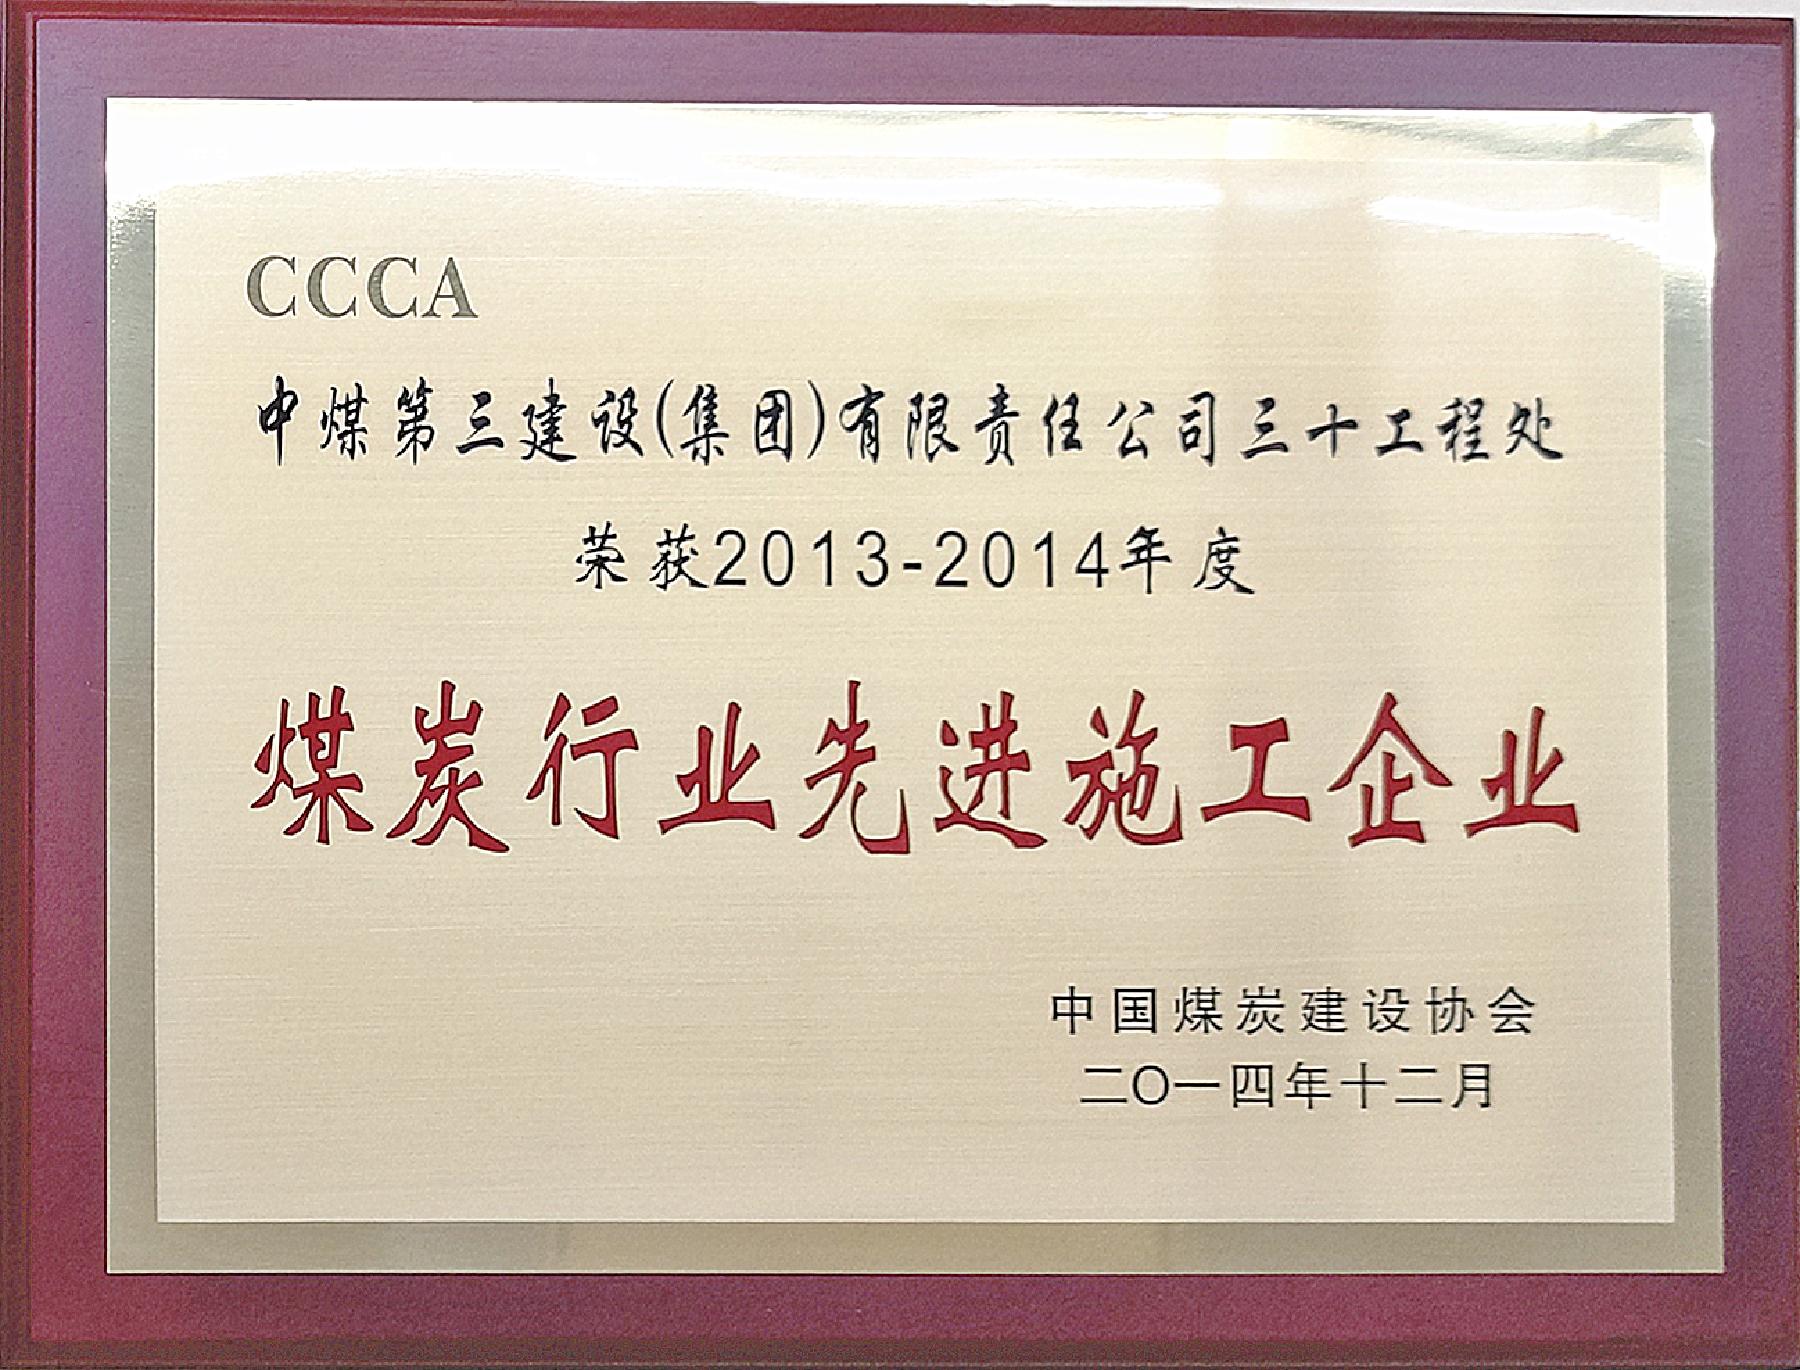 CCCA
中煤第三建设(集团)有限责任公司三十工程处
荣获2013-2014年度
煤炭行业先进施工企业
中国煤炭建设协会
二〇一四年十二月